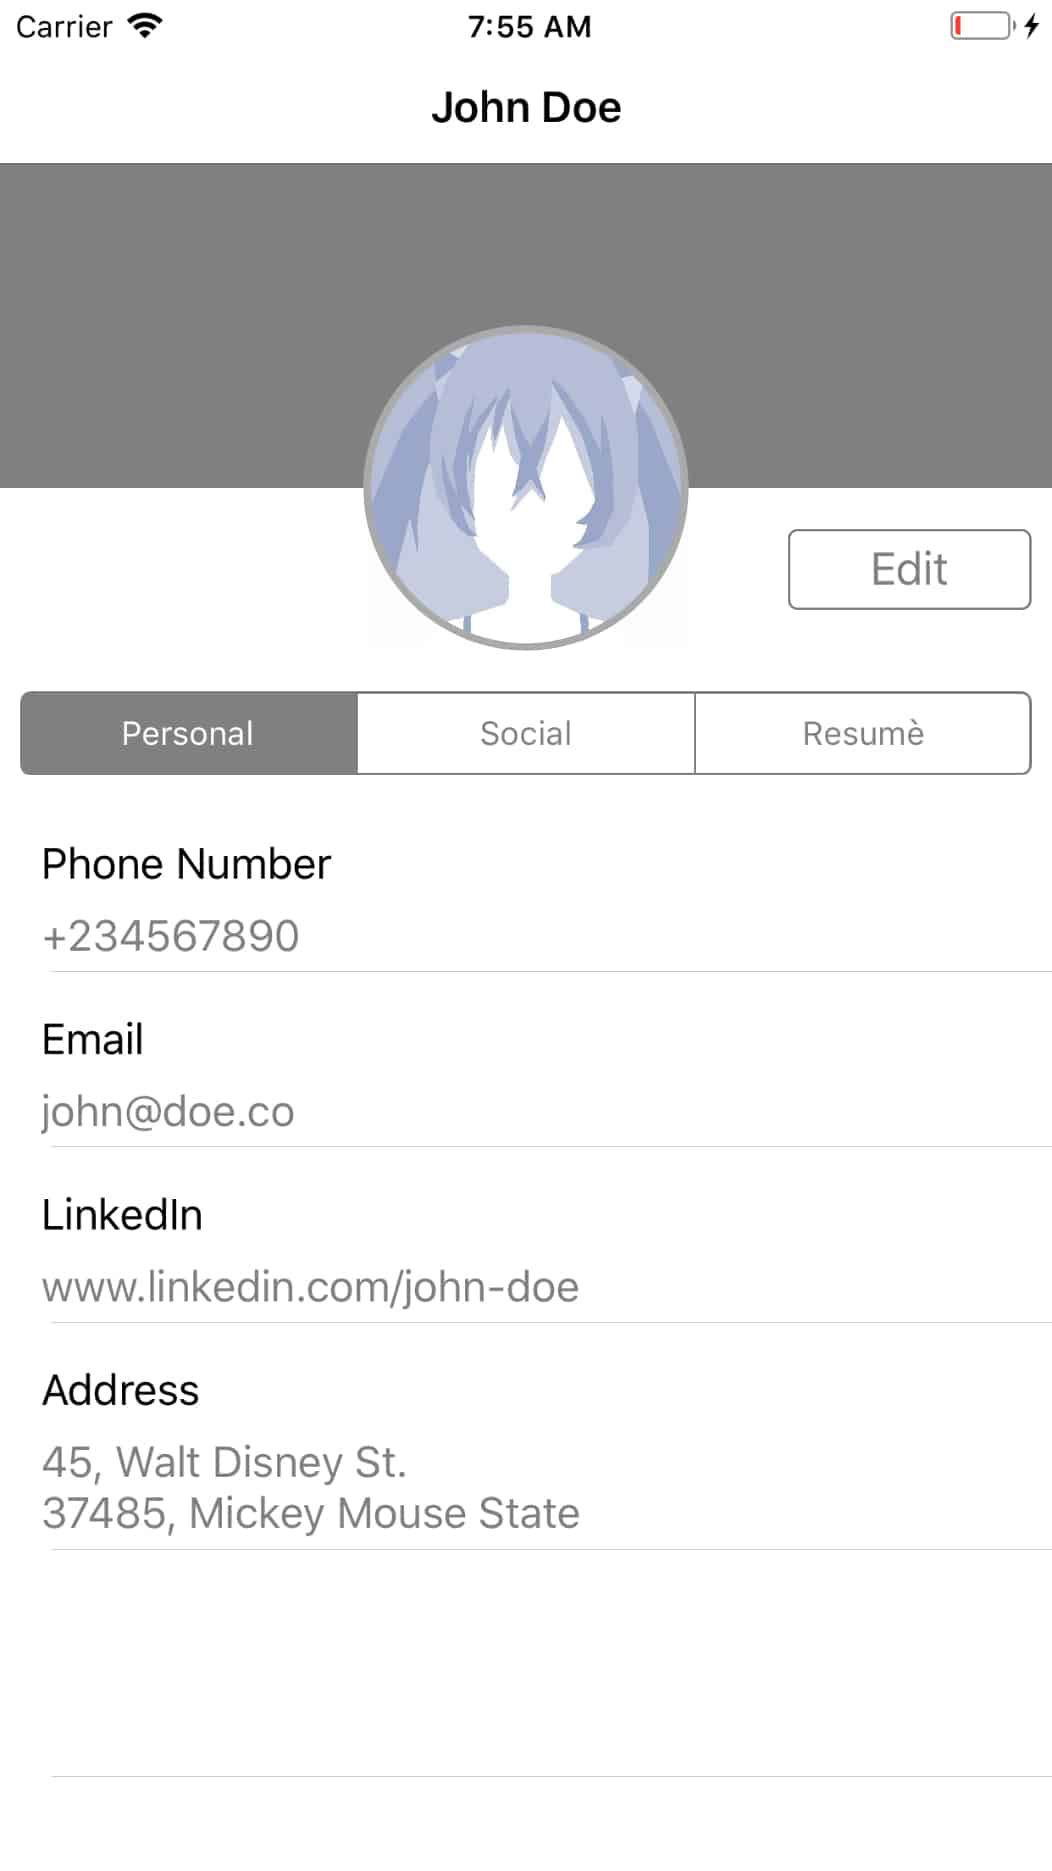 Carrier
7:55 AM
John Doe
Edit
Personal
Social
Resumè
Phone Number
+234567890
Email
john@doe.co
LinkedIn
www.linkedin.com/john-doe
Address
45, Walt Disney St.
37485, Mickey Mouse State